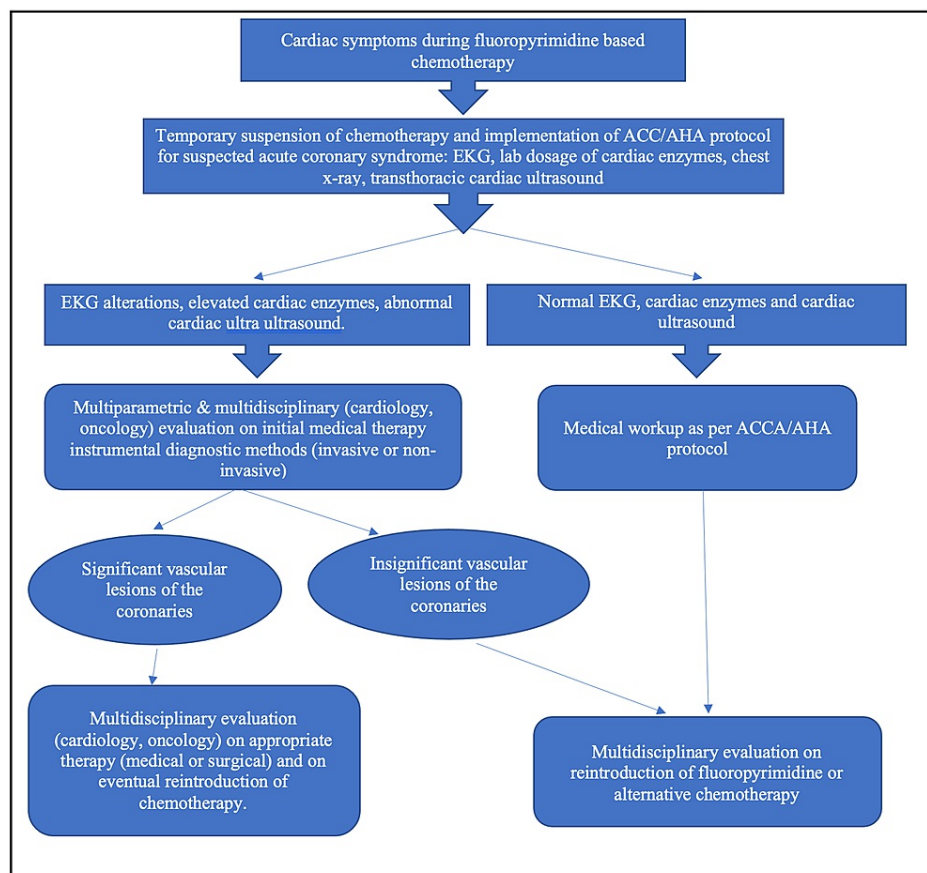 Cardiac symptoms during fluoropyrimidine based
chemotherapy
Temporary suspension of chemotherapy and implementation of ACC/AHA protocol
for suspected acute coronary syndrome: EKG, lab dosage of cardiac enzymes, chest
x-ray, transthoracic cardiac ultrasound
EKG alterations, elevated cardiac enzymes, abnormal
cardiac ultra ultrasound.
Normal EKG, cardiac enzymes and cardiac
ultrasound
Multiparametric & multidisciplinary (cardiology,
oncology) evaluation on initial medical therapy
instrumental diagnostic methods (invasive or non-
invasive)
Medical workup as per ACCA/AHA
protocol
Significant vascular
lesions of the
coronaries
Insignificant vascular
lesions of the
coronaries
Multidisciplinary evaluation
(cardiology, oncology) on appropriate
therapy (medical or surgical) and on
eventual reintroduction of
chemotherapy.
Multidisciplinary evaluation on
reintroduction of fluoropyrimidine or
alternative chemotherapy